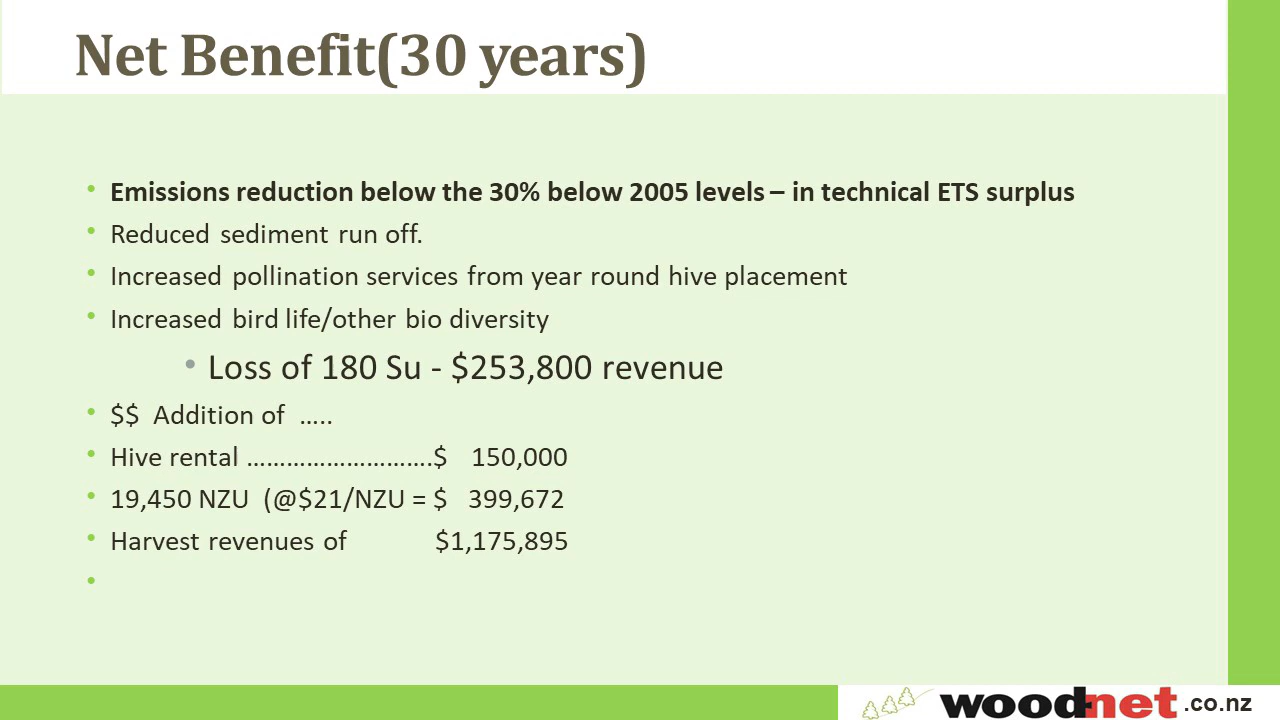 Net Benefit(30 years)
• Emissions reduction below the 30% below 2005 levels – in technical ETS surplus
• Reduced sediment run off.
• Increased pollination services from year round hive placement
• Increased bird life/other bio diversity
• Loss of 180 Su - $253,800 revenue
• $$ Addition of …..
• Hive rental ……………………….$ 150,000
• 19,450 NZU (@$21/NZU = $ 399,672
• Harvest revenues of $1,175,895
•
woodnet.co.nz